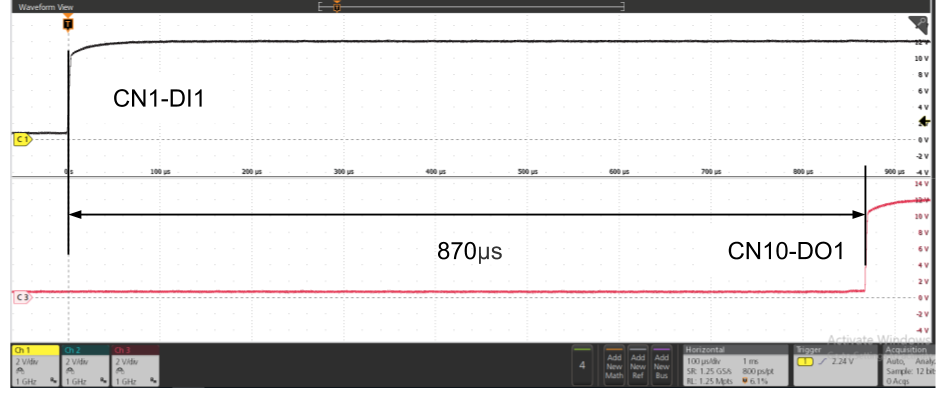 Waveform View
T
12 V
10 V
8 V
6 V
4 V
CN1-DI1
C 1
-2 V
0 s 100 µs 200 µs 300 µs 400 µs 500 µs 600 µs 700 µs 800 µs 900 µs -4 V
14 V
12 V
10 V
870µs CN10-DO1
8 V
6 V
4 V
2 V
C 3
0 V
-2 V
-4 V
Activate Windows
Ch 1 Ch 2 Ch 3 Horizontal Trigger Acquisition
2 V/div 2 V/div 2 V/div 4 Add New Math Add New Ref Add New Bus 100 µs/div 1 ms 1 2.24 V Auto, Analy
SR: 1.25 GS/s 800 ps/pt Sample: 12 bit
1 GHz 1 GHz 1 GHz RL: 1.25 Mpts 6.1% 0 Acqs